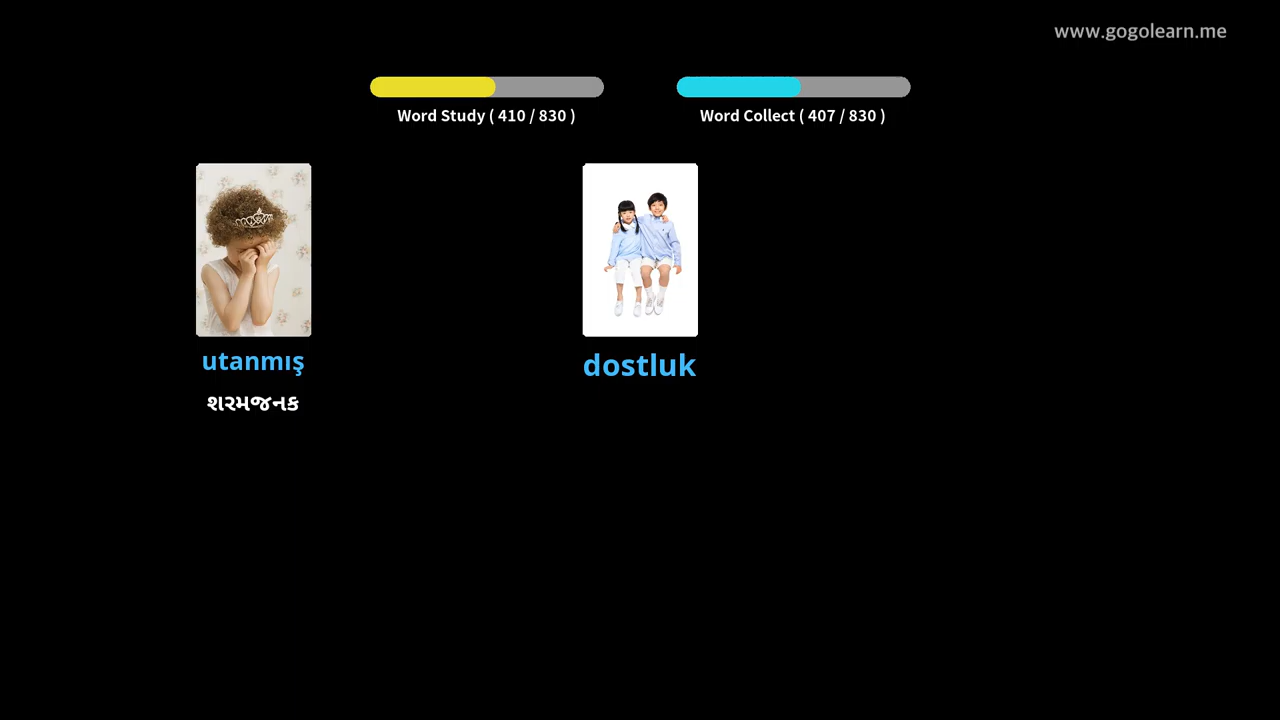 www.gogolearn.me
Word Study ( 410 / 830 )
Word Collect ( 407 / 830 )
utanmış
dostluk
શરમજનક